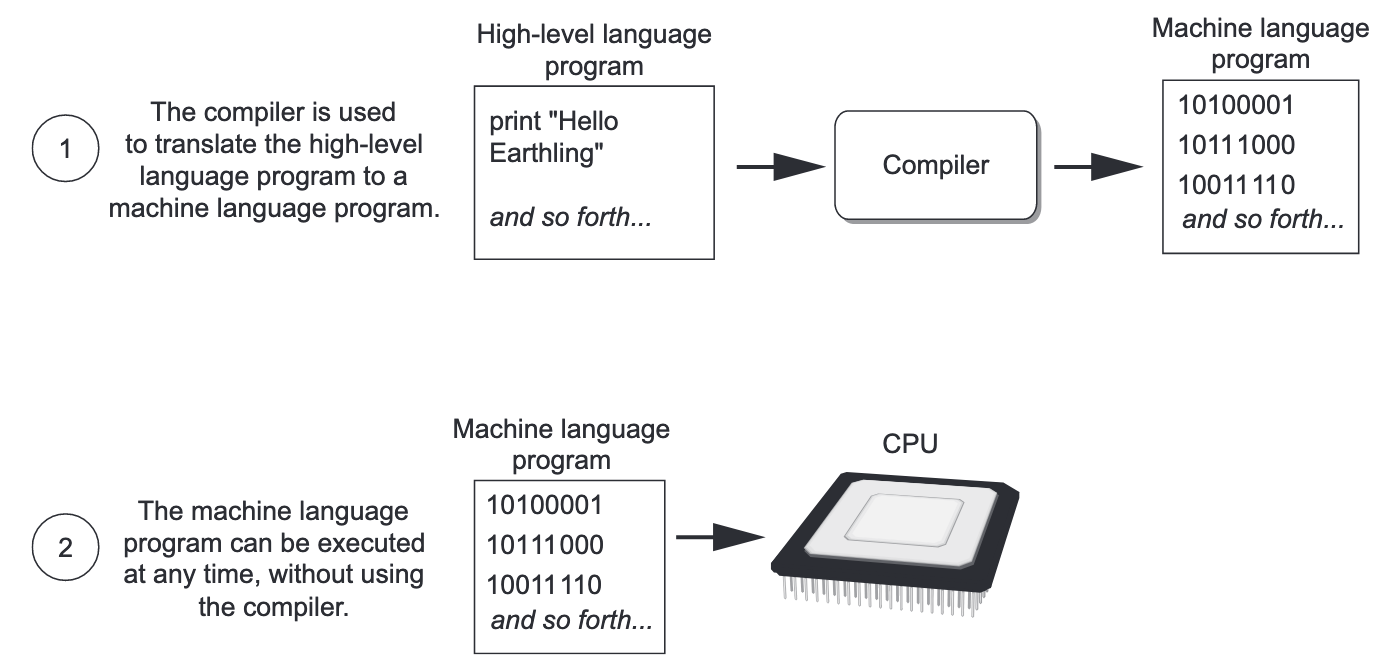 1
The compiler is used
to translate the high-level
language program to a
machine language program.
High-level language
program
print "Hello
Earthling"
and so forth...
Compiler
Machine language
program
10100001
10111000
10011110
and so forth...
2
The machine language
program can be executed
at any time, without using
the compiler.
Machine language
program
10100001
10111000
10011110
and so forth...
CPU